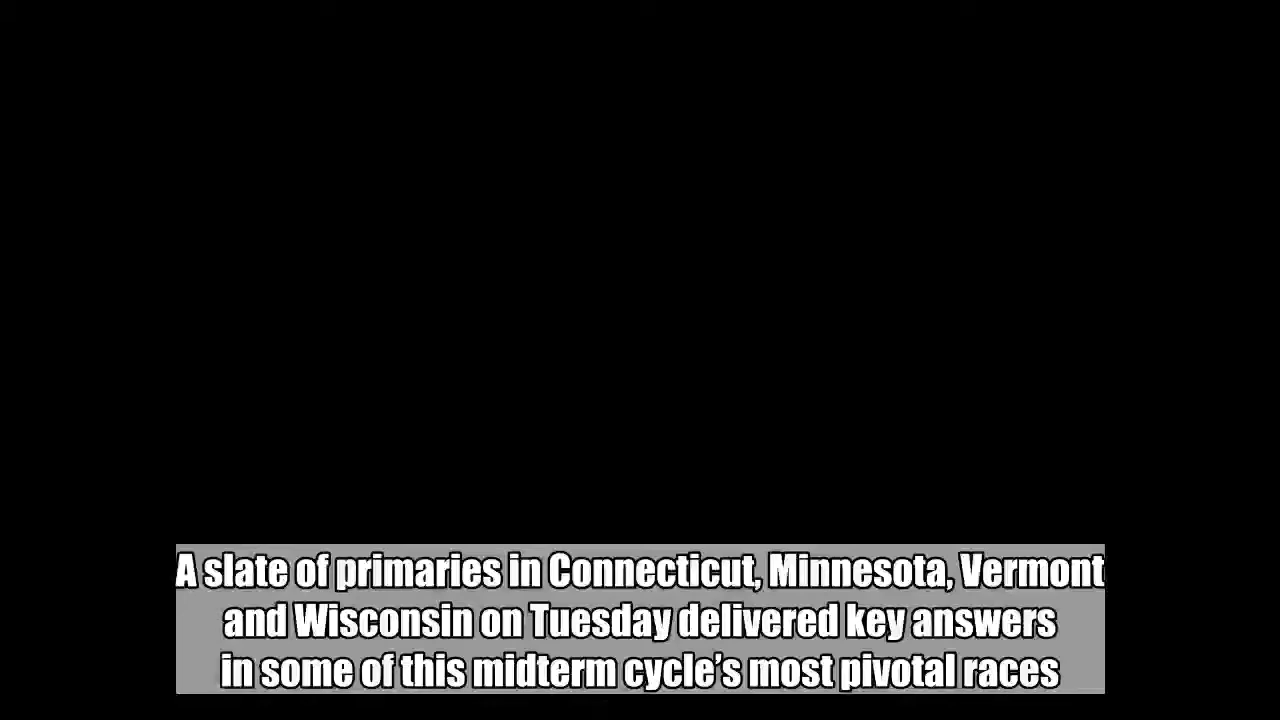 A slate of primaries in Connecticut, Minnesota, Vermont
and Wisconsin on Tuesday delivered key answers
in some of this midterm cycle’s most pivotal races